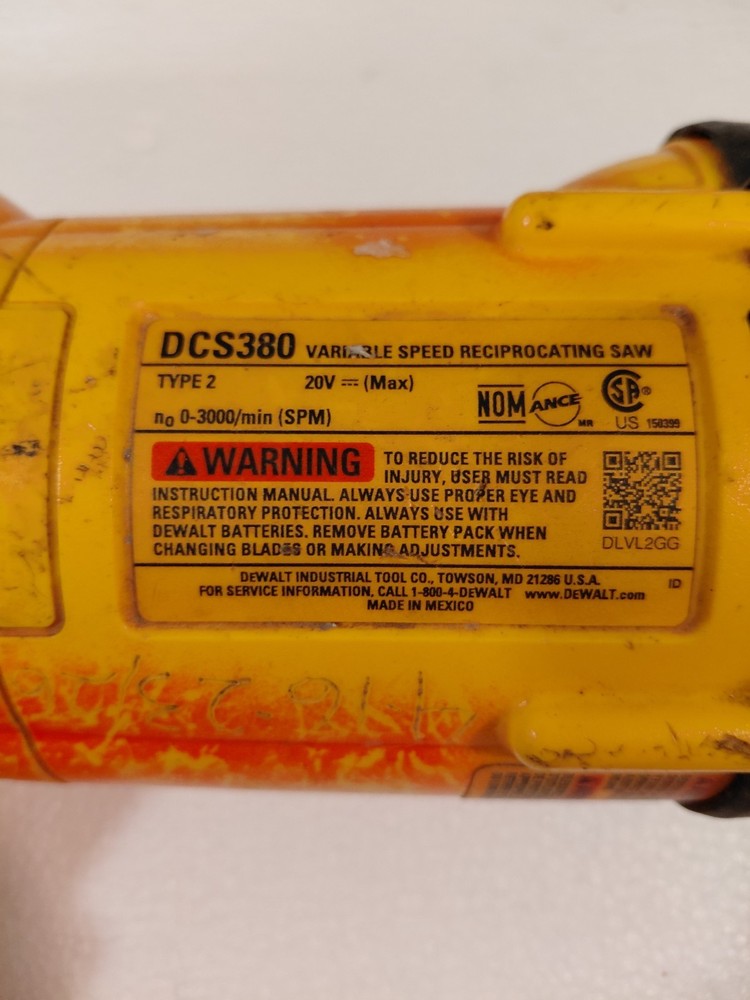 DCS380 VARIABLE SPEED RECIPROCATING SAW
TYPE 2 20V ⎓ (Max)
n0 0-3000/min (SPM)
NOM ANCE MR
SA ®
US 150399
WARNING TO REDUCE THE RISK OF
INJURY, USER MUST READ
INSTRUCTION MANUAL. ALWAYS USE PROPER EYE AND
RESPIRATORY PROTECTION. ALWAYS USE WITH
DEWALT BATTERIES. REMOVE BATTERY PACK WHEN
CHANGING BLADES OR MAKING ADJUSTMENTS.
DLVL2GG
DEWALT INDUSTRIAL TOOL CO., TOWSON, MD 21286 U.S.A.
FOR SERVICE INFORMATION, CALL 1-800-4-DEWALT www.DEWALT.com
MADE IN MEXICO
ID